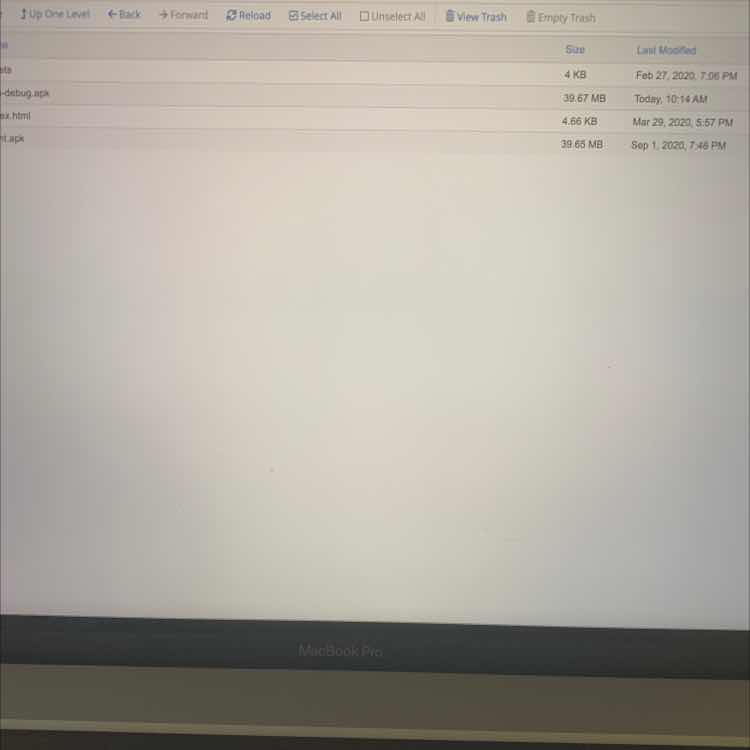 Up One Level Back Forward Reload Select All Unselect All View Trash Empty Trash
Size Last Modified
4 KB Feb 27, 2020, 7:06 PM
-debug.apk 39.67 MB Today, 10:14 AM
ex.html 4.66 KB Mar 29, 2020, 5:57 PM
nt.apk 39.65 MB Sep 1, 2020, 7:46 PM
MacBook Pro